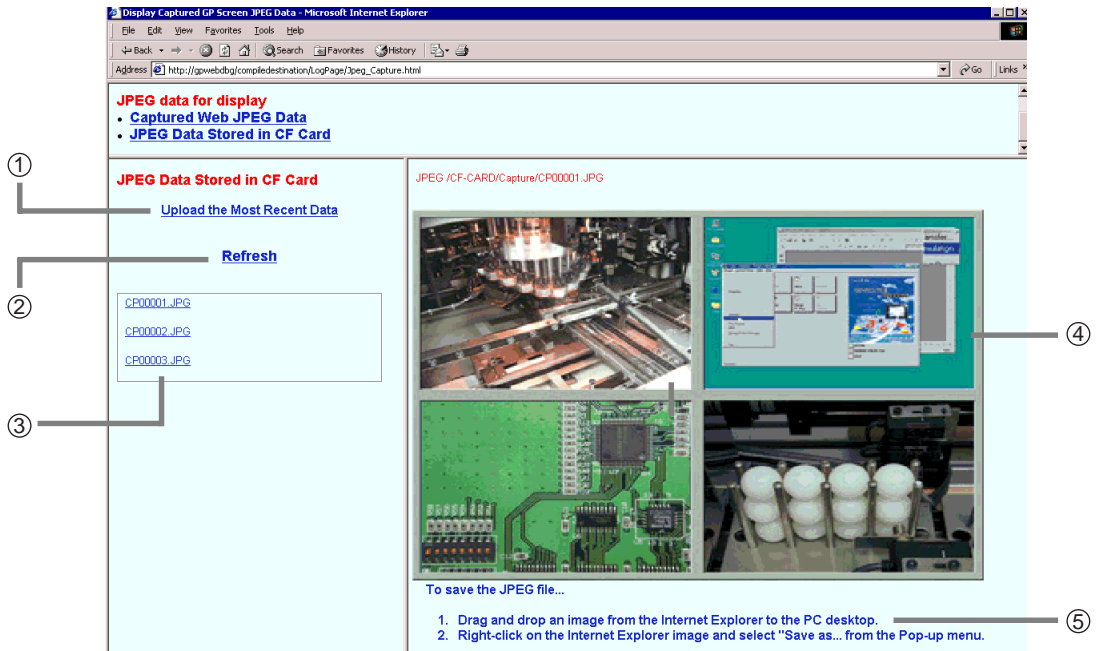 Display Captured GP Screen JPEG Data - Microsoft Internet Explorer
File Edit View Favorites Tools Help
Back Search Favorites History
Address http://gpwebdbg/compiledestination/LogPage/Jpeg_Capture.html Go Links »
JPEG data for display
• Captured Web JPEG Data
• JPEG Data Stored in CF Card
①
JPEG Data Stored in CF Card
JPEG /CF-CARD/Capture/CP00001.JPG
Upload the Most Recent Data
Refresh
②
CP00001.JPG
CP00002.JPG
④
CP00003.JPG
③
To save the JPEG file...
1. Drag and drop an image from the Internet Explorer to the PC desktop.
⑤
2. Right-click on the Internet Explorer image and select "Save as... from the Pop-up menu.